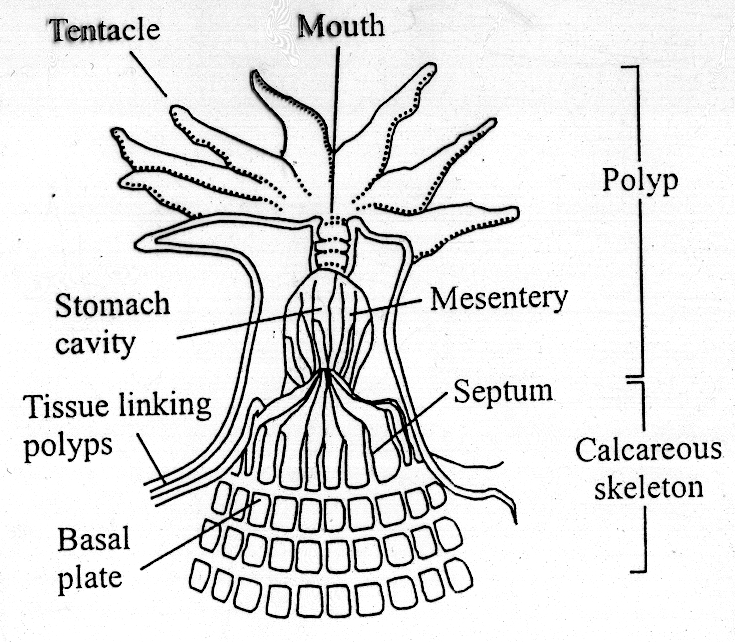 Tentacle
Mouth
Polyp
Stomach
cavity
Mesentery
Tissue linking
polyps
Septum
Calcareous
skeleton
Basal
plate